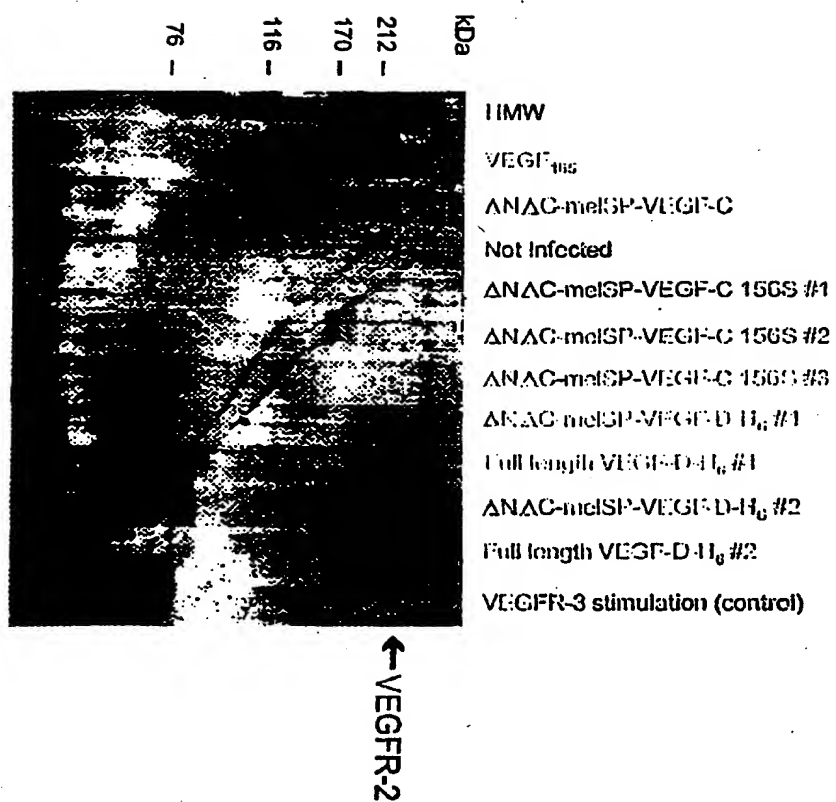 kDa
212 –
170 –
116 –
76 –
HMW
VEGF₁₆₅
ΔNΔC-melSP-VEGF-C
Not Infected
ΔNΔC-melSP-VEGF-C 156S #1
ΔNΔC-melSP-VEGF-C 156S #2
ΔNΔC-melSP-VEGF-C 156S #3
ΔNΔC-melSP-VEGF-D-H₆ #1
Full length VEGF-D-H₆ #1
ΔNΔC-melSP-VEGF-D-H₆ #2
Full length VEGF-D-H₆ #2
VEGFR-3 stimulation (control)
←VEGFR-2